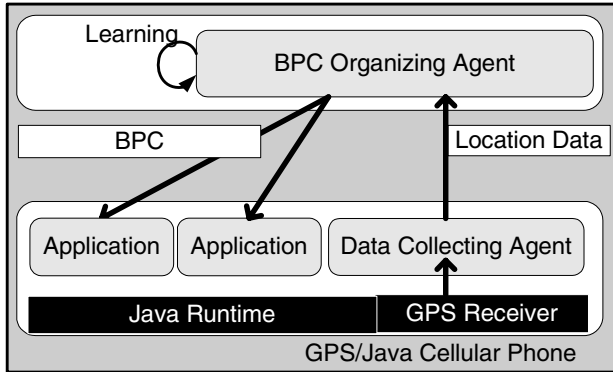 Learning
BPC Organizing Agent
BPC
Location Data
Application
Application
Data Collecting Agent
Java Runtime
GPS Receiver
GPS/Java Cellular Phone